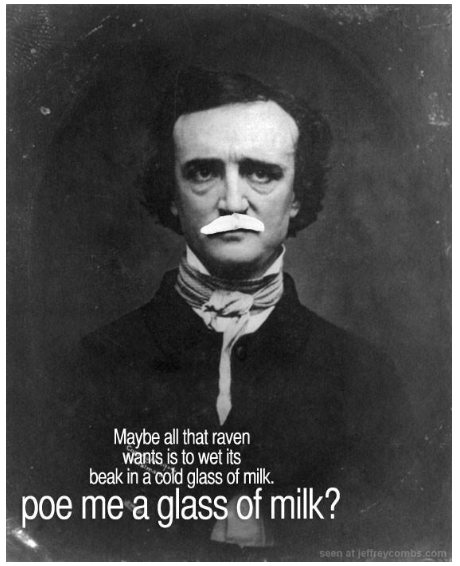 Maybe all that raven
wants is to wet its
beak in a cold glass of milk.
poe me a glass of milk?
seen at jeffreycombs.com